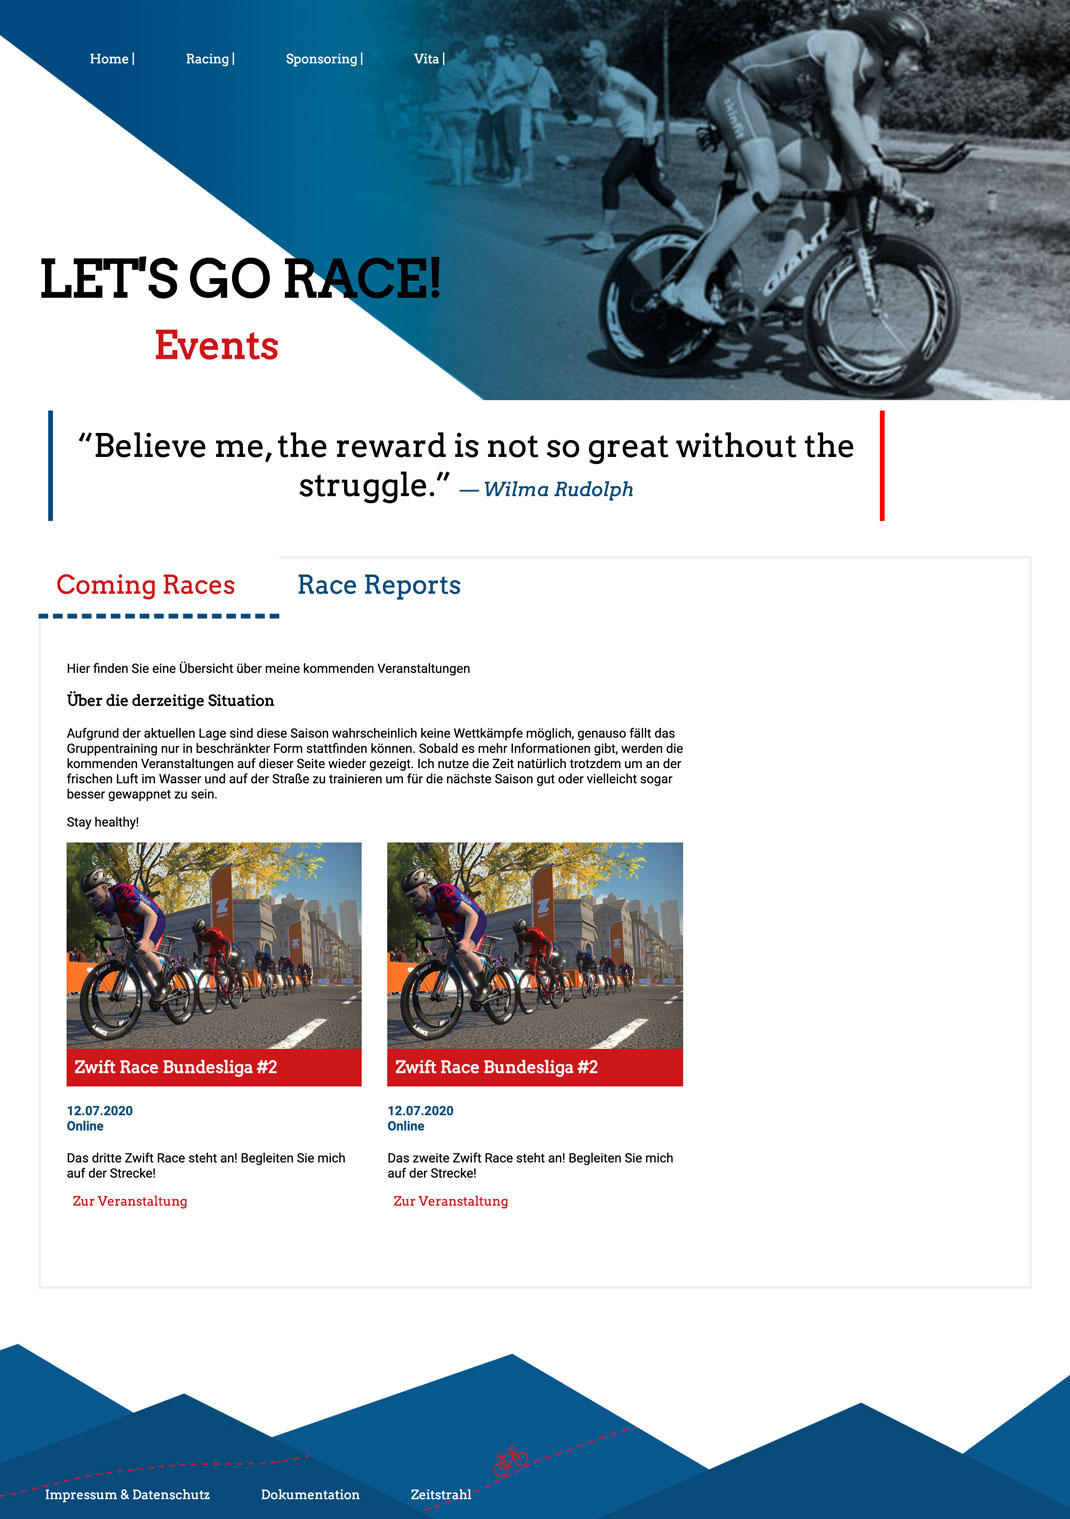 Home |
Racing |
Sponsoring |
Vita |
skinfit
GIANT
LET'S GO RACE!
Events
“Believe me, the reward is not so great without the
struggle.” — Wilma Rudolph
Coming Races
Race Reports
Hier finden Sie eine Übersicht über meine kommenden Veranstaltungen
Über die derzeitige Situation
Aufgrund der aktuellen Lage sind diese Saison wahrscheinlich keine Wettkämpfe möglich, genauso fällt das
Gruppentraining nur in beschränkter Form stattfinden können. Sobald es mehr Informationen gibt, werden die
kommenden Veranstaltungen auf dieser Seite wieder gezeigt. Ich nutze die Zeit natürlich trotzdem um an der
frischen Luft im Wasser und auf der Straße zu trainieren um für die nächste Saison gut oder vielleicht sogar
besser gewappnet zu sein.
Stay healthy!
Zwift Race Bundesliga #2
12.07.2020
Online
Das dritte Zwift Race steht an! Begleiten Sie mich
auf der Strecke!
Zur Veranstaltung
Zwift Race Bundesliga #2
12.07.2020
Online
Das zweite Zwift Race steht an! Begleiten Sie mich
auf der Strecke!
Zur Veranstaltung
Impressum & Datenschutz
Dokumentation
Zeitstrahl